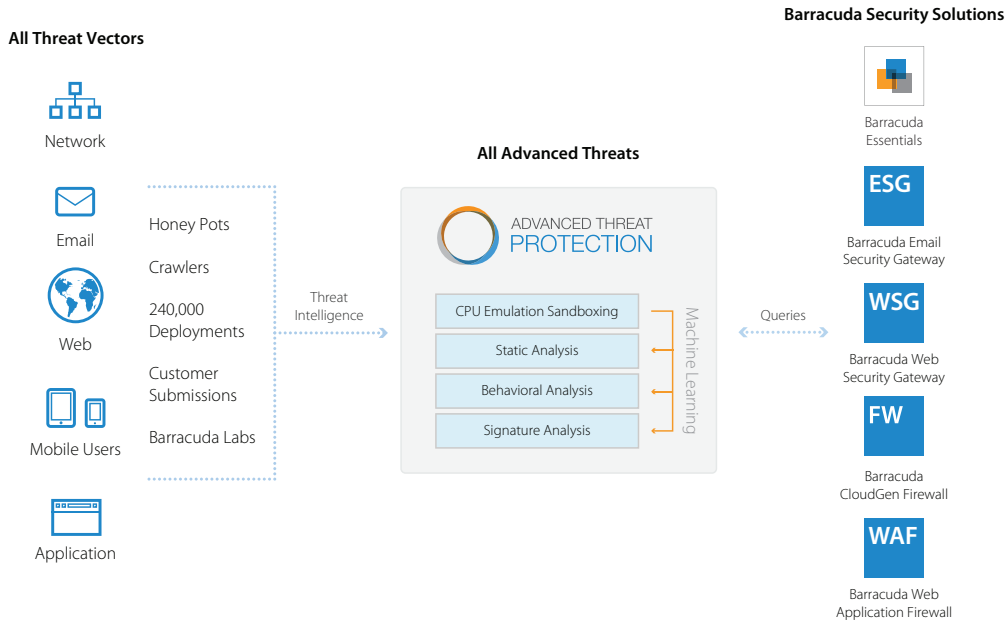 All Threat Vectors
Network
Email
Web
Mobile Users
Application
Honey Pots
Crawlers
240,000
Deployments
Customer
Submissions
Barracuda Labs
Threat
Intelligence
All Advanced Threats
ADVANCED THREAT
PROTECTION
CPU Emulation Sandboxing
Static Analysis
Behavioral Analysis
Signature Analysis
Machine Learning
Queries
Barracuda Security Solutions
Barracuda
Essentials
ESG
Barracuda Email
Security Gateway
WSG
Barracuda Web
Security Gateway
FW
Barracuda
CloudGen Firewall
WAF
Barracuda Web
Application Firewall